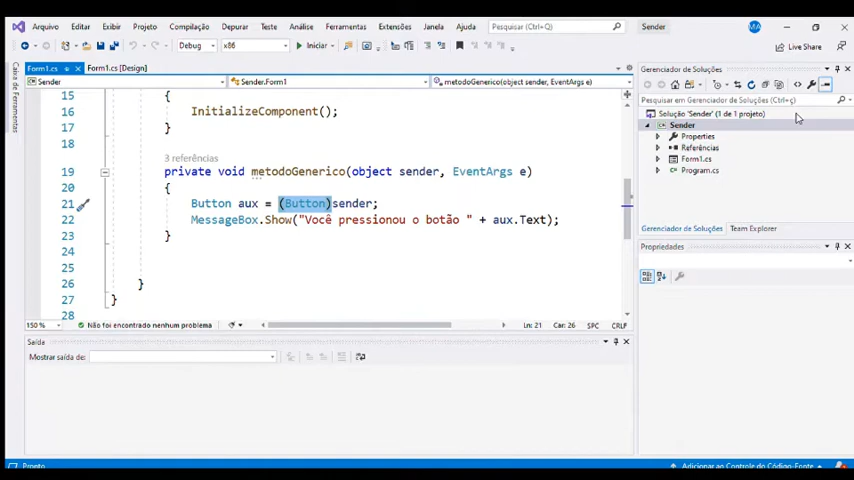 Arquivo Editar Exibir Projeto Compilação Depurar Teste Análise Ferramentas Extensões Janela Ajuda Pesquisar (Ctrl+Q) Sender MA
Debug x86 Iniciar Live Share
Form1.cs Form1.cs [Design]
Sender Sender.Form1 metodoGenerico(object sender, EventArgs e)
Caixa de Ferramentas
15 {
16 InitializeComponent();
17 }
18
3 referências
19 private void metodoGenerico(object sender, EventArgs e)
20 {
21 Button aux = (Button)sender;
22 MessageBox.Show("Você pressionou o botão " + aux.Text);
23 }
24
25
26 }
27 }
28
150 % Não foi encontrado nenhum problema Ln: 21 Car: 26 SPC CRLF
Saída
Mostrar saída de:
Gerenciador de Soluções
Pesquisar em Gerenciador de Soluções (Ctrl+ç)
Solução 'Sender' (1 de 1 projeto)
Sender
Properties
Referências
Form1.cs
Program.cs
Gerenciador de Soluções Team Explorer
Propriedades
Pronto Adicionar ao Controle do Código-Fonte